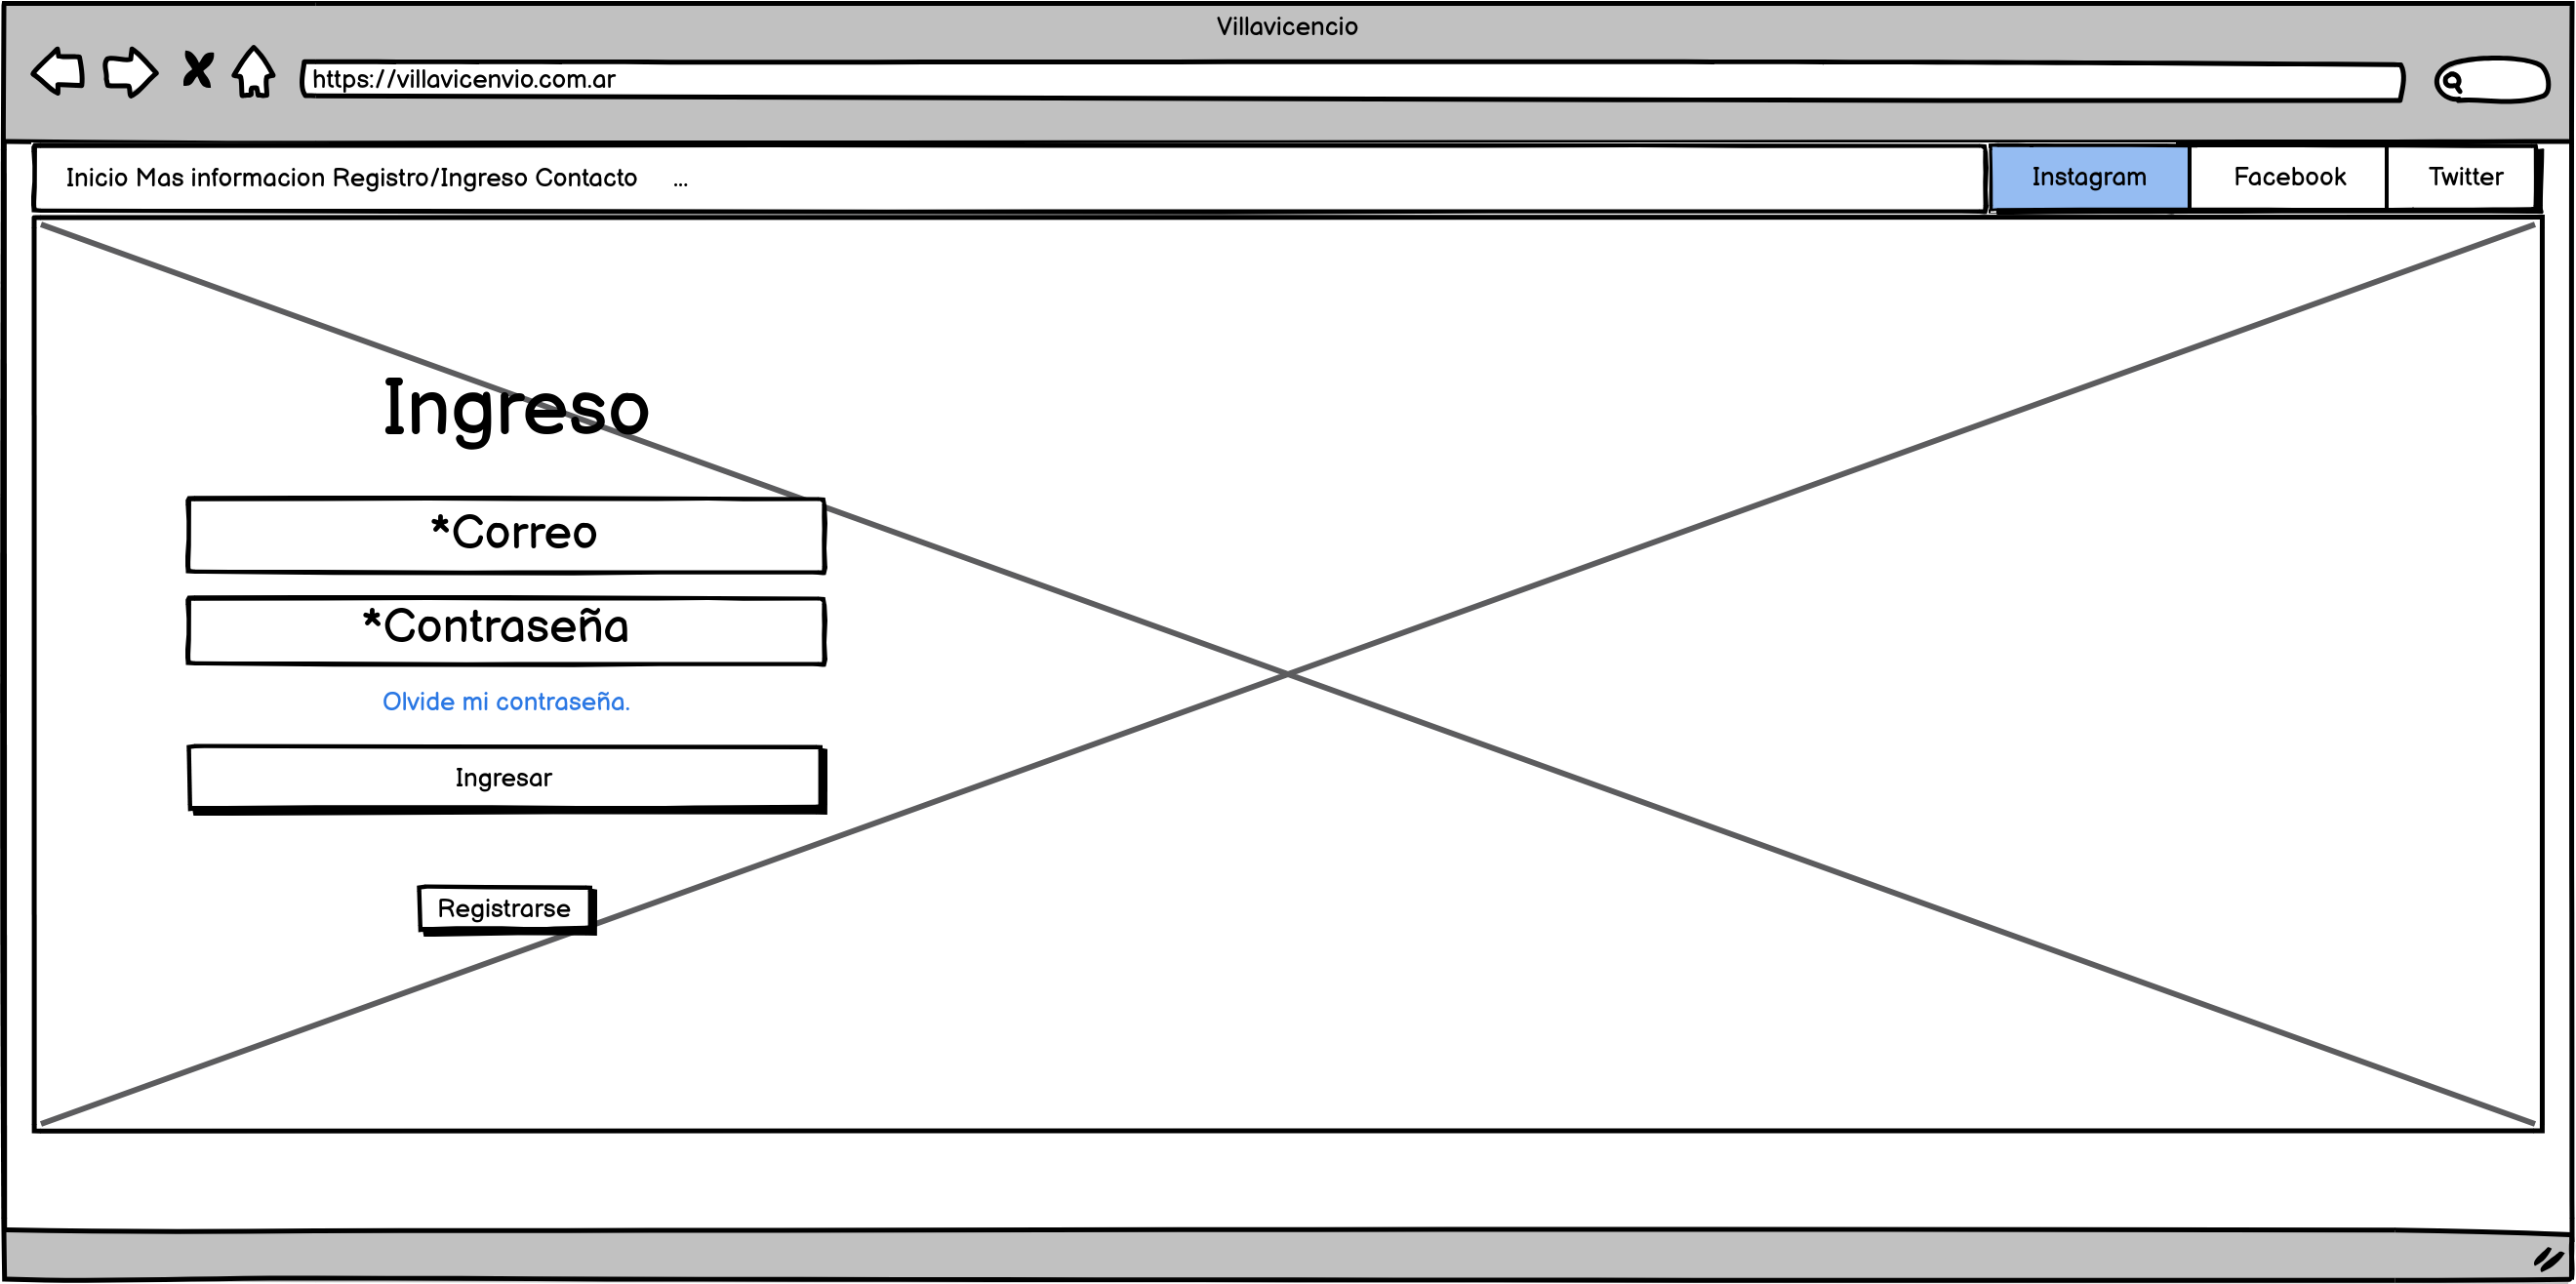 Villavicencio
https://villavicenvio.com.ar
Inicio Mas informacion Registro/Ingreso Contacto ...
Instagram Facebook Twitter
Ingreso
*Correo
*Contraseña
Olvide mi contraseña.
Ingresar
Registrarse